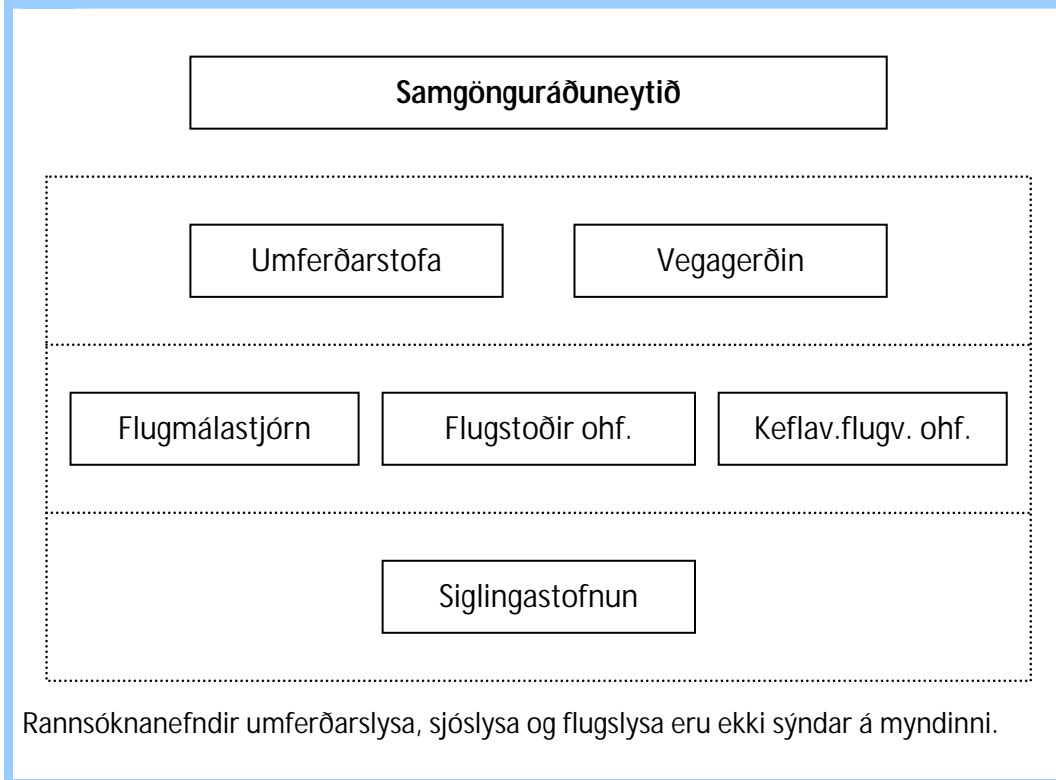 Samgönguráðuneytið
Umferðarstofa
Vegagerðin
Flugmálastjórn
Flugstoðir ohf.
Keflav.flugv. ohf.
Siglingastofnun
Rannsóknanefndir umferðarslysa, sjóslysa og flugslysa eru ekki sýndar á myndinni.